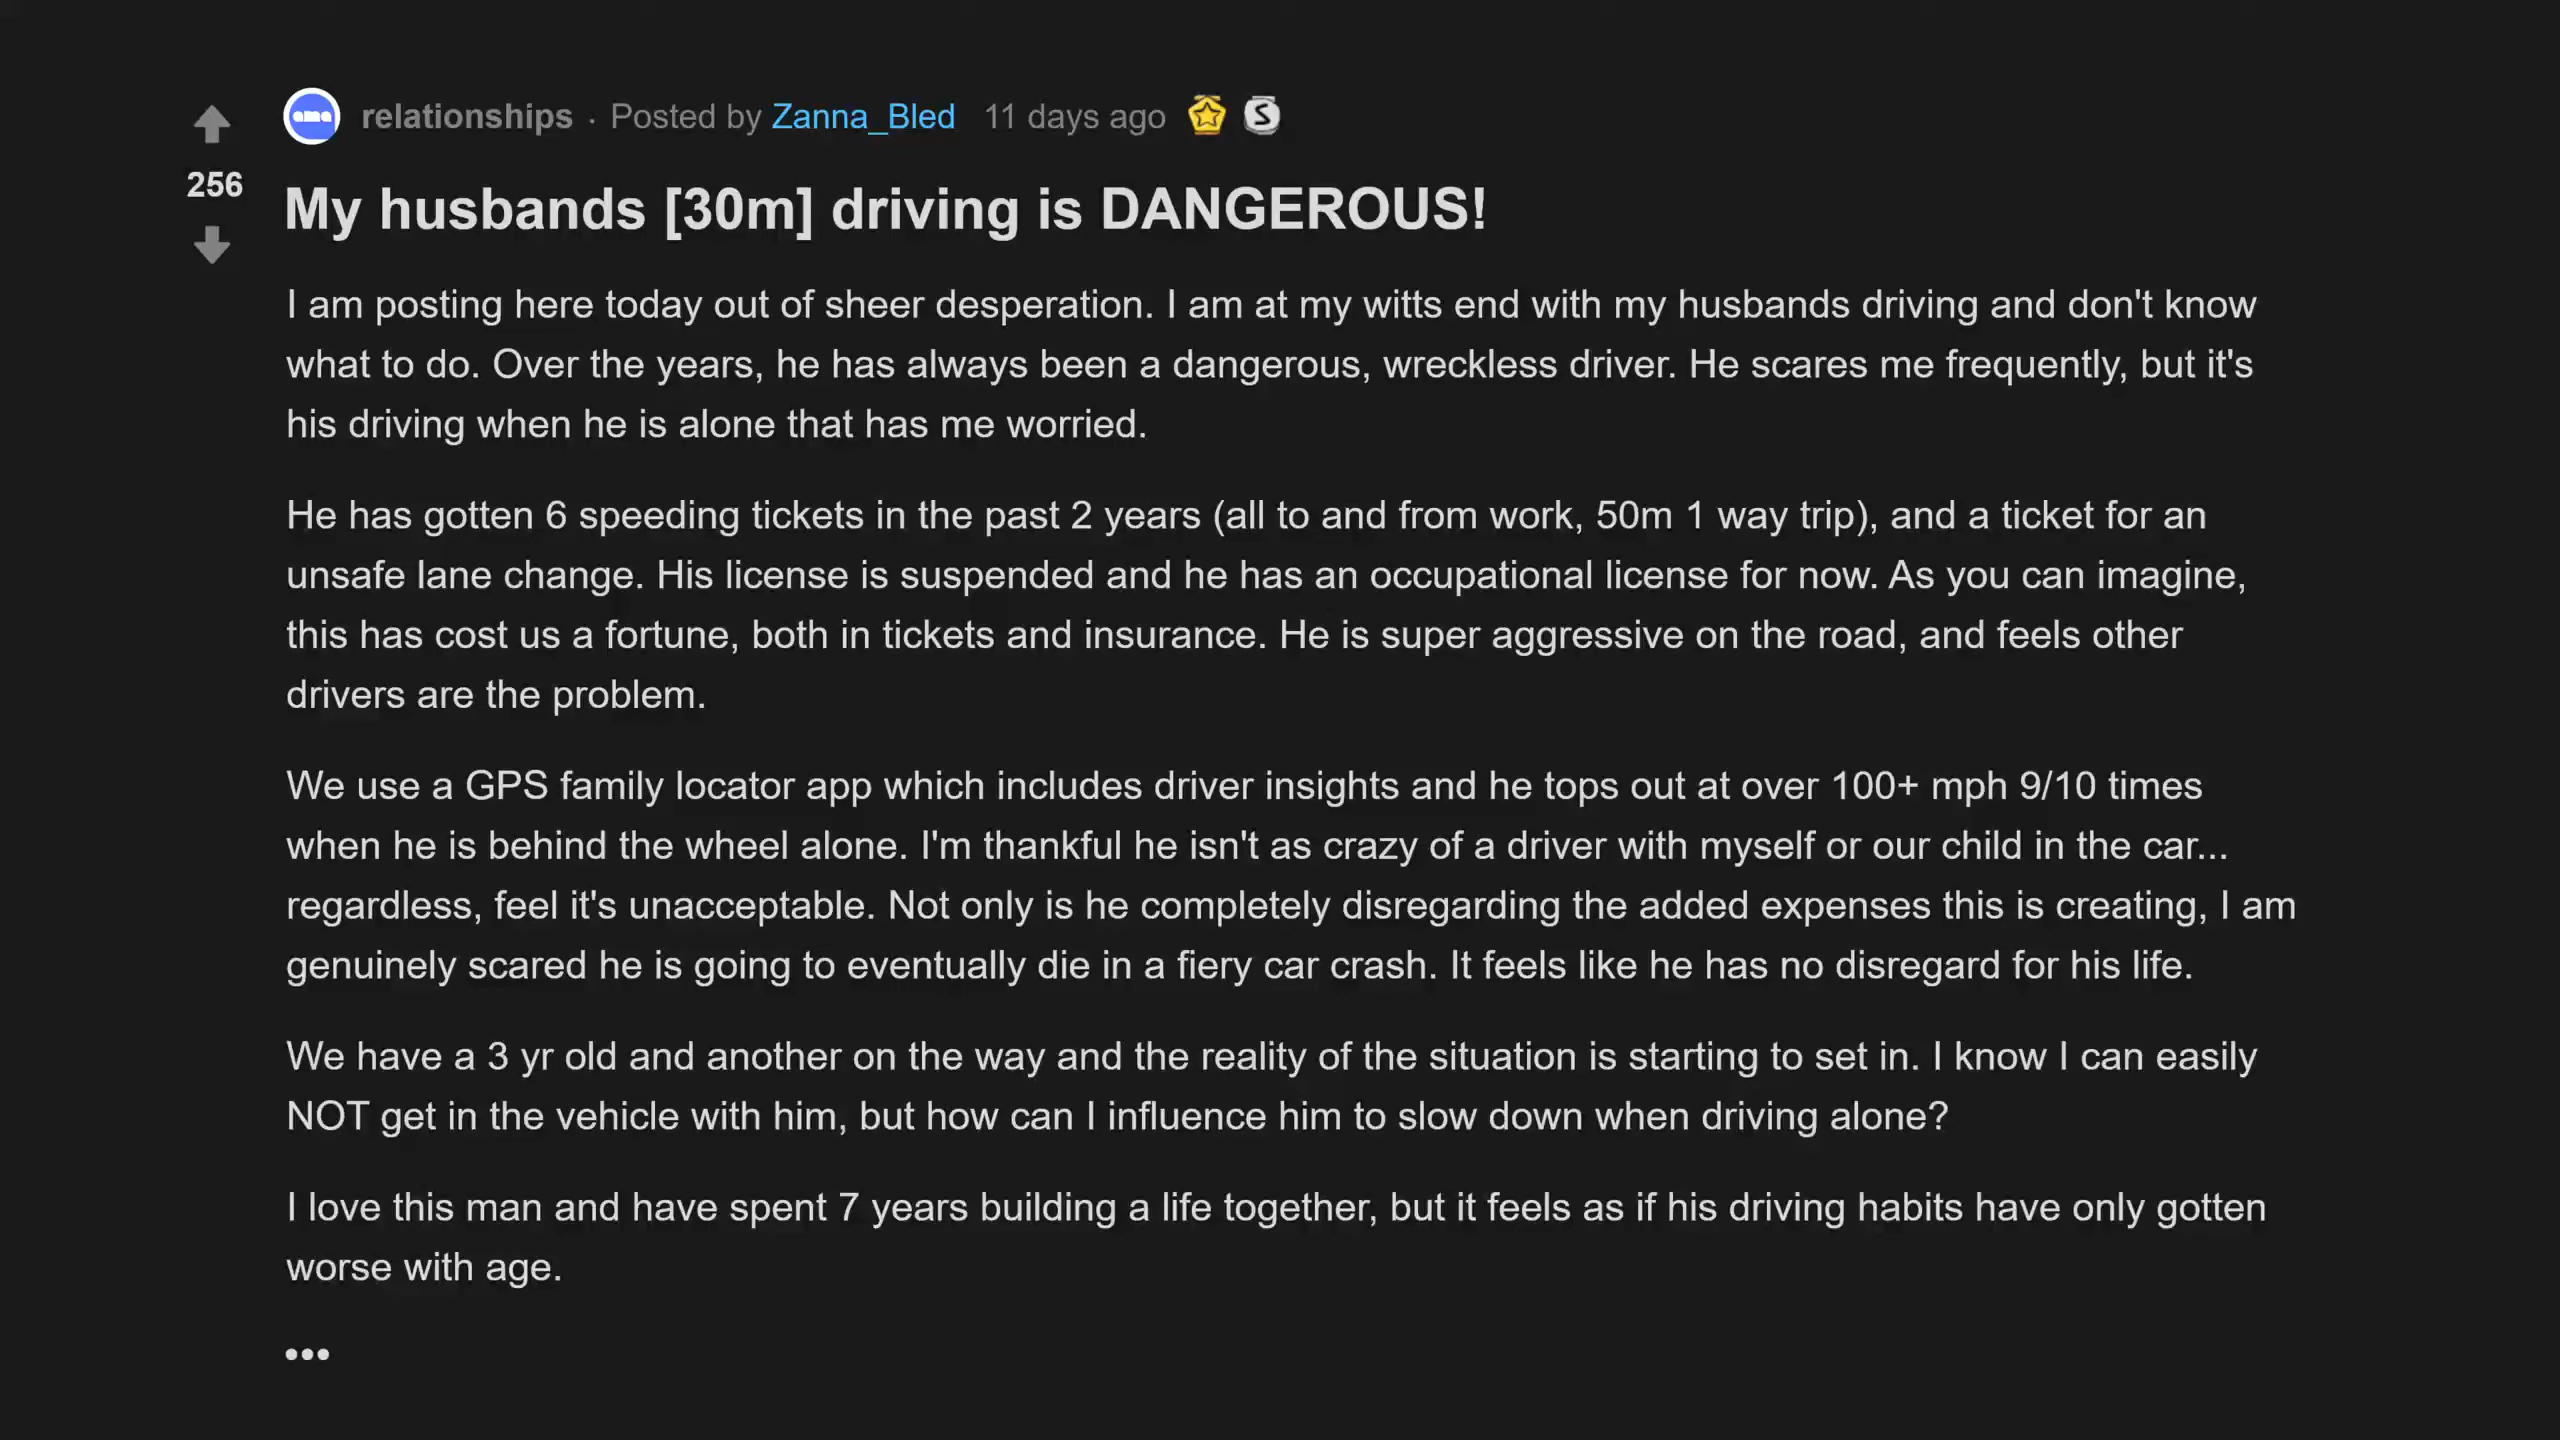 ama relationships · Posted by Zanna_Bled 11 days ago S
256
My husbands [30m] driving is DANGEROUS!
I am posting here today out of sheer desperation. I am at my witts end with my husbands driving and don't know
what to do. Over the years, he has always been a dangerous, wreckless driver. He scares me frequently, but it's
his driving when he is alone that has me worried.
He has gotten 6 speeding tickets in the past 2 years (all to and from work, 50m 1 way trip), and a ticket for an
unsafe lane change. His license is suspended and he has an occupational license for now. As you can imagine,
this has cost us a fortune, both in tickets and insurance. He is super aggressive on the road, and feels other
drivers are the problem.
We use a GPS family locator app which includes driver insights and he tops out at over 100+ mph 9/10 times
when he is behind the wheel alone. I'm thankful he isn't as crazy of a driver with myself or our child in the car...
regardless, feel it's unacceptable. Not only is he completely disregarding the added expenses this is creating, I am
genuinely scared he is going to eventually die in a fiery car crash. It feels like he has no disregard for his life.
We have a 3 yr old and another on the way and the reality of the situation is starting to set in. I know I can easily
NOT get in the vehicle with him, but how can I influence him to slow down when driving alone?
I love this man and have spent 7 years building a life together, but it feels as if his driving habits have only gotten
worse with age.
•••